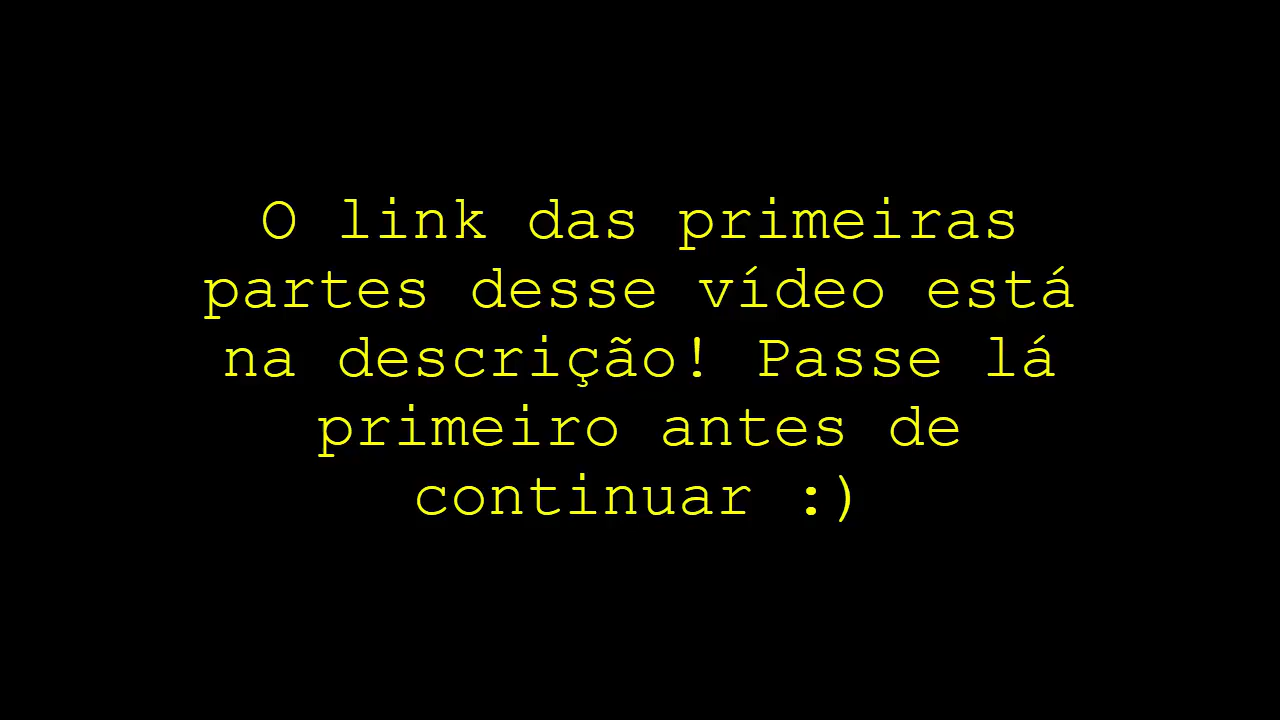 O link das primeiras
partes desse vídeo está
na descrição! Passe lá
primeiro antes de
continuar :)